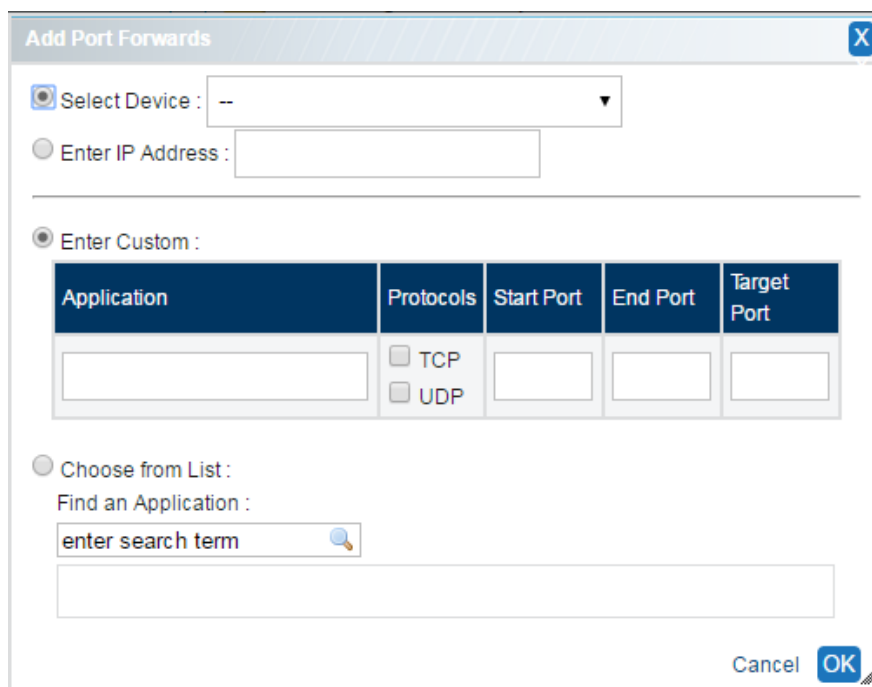 Add Port Forwards X
Select Device : --
Enter IP Address :
Enter Custom :
Application Protocols Start Port End Port Target Port
TCP
UDP
Choose from List :
Find an Application :
enter search term
Cancel OK